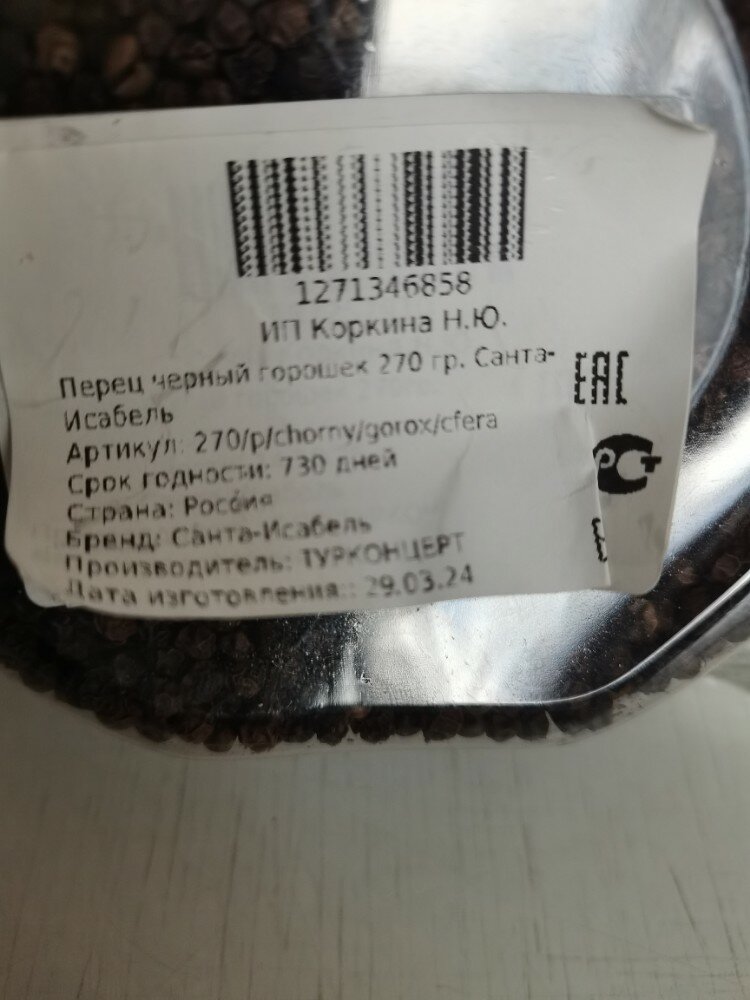 1271346858
ИП Коркина Н.Ю.
Перец черный горошек 270 гр. Санта-
Исабель
Артикул: 270/p/chorny/gorox/cfera
Срок годности: 730 дней
Страна: Россия
Бренд: Санта-Исабель
Производитель: ТУРКОНЦЕРТ
Дата изготовления:: 29.03.24
EAC
РСТ